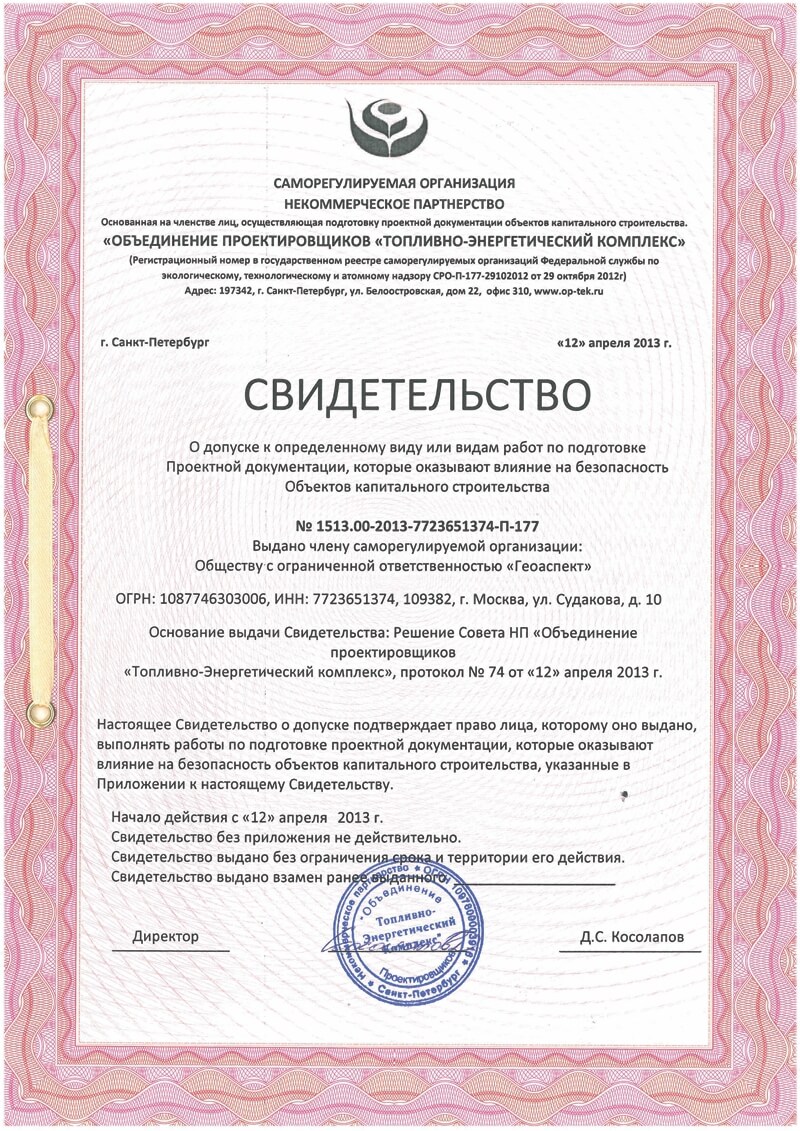 САМОРЕГУЛИРУЕМАЯ ОРГАНИЗАЦИЯ
НЕКОММЕРЧЕСКОЕ ПАРТНЕРСТВО
Основанная на членстве лиц, осуществляющая подготовку проектной документации объектов капитального строительства.
«ОБЪЕДИНЕНИЕ ПРОЕКТИРОВЩИКОВ «ТОПЛИВНО-ЭНЕРГЕТИЧЕСКИЙ КОМПЛЕКС»
(Регистрационный номер в государственном реестре саморегулируемых организаций Федеральной службы по
экологическому, технологическому и атомному надзору СРО-П-177-29102012 от 29 октября 2012г)
Адрес: 197342, г. Санкт-Петербург, ул. Белоостровская, дом 22, офис 310, www.op-tek.ru
г. Санкт-Петербург «12» апреля 2013 г.
СВИДЕТЕЛЬСТВО
О допуске к определенному виду или видам работ по подготовке
Проектной документации, которые оказывают влияние на безопасность
Объектов капитального строительства
№ 1513.00-2013-7723651374-П-177
Выдано члену саморегулируемой организации:
Обществу с ограниченной ответственностью «Геоаспект»
ОГРН: 1087746303006, ИНН: 7723651374, 109382, г. Москва, ул. Судакова, д. 10
Основание выдачи Свидетельства: Решение Совета НП «Объединение
проектировщиков
«Топливно-Энергетический комплекс», протокол № 74 от «12» апреля 2013 г.
Настоящее Свидетельство о допуске подтверждает право лица, которому оно выдано,
выполнять работы по подготовке проектной документации, которые оказывают
влияние на безопасность объектов капитального строительства, указанные в
Приложении к настоящему Свидетельству.
Начало действия с «12» апреля 2013 г.
Свидетельство без приложения не действительно.
Свидетельство выдано без ограничения срока и территории его действия.
Свидетельство выдано взамен ранее выданного
Директор Д.С. Косолапов
Некоммерческое партнерство * ОГРН 1097800003916 * Санкт-Петербург *
"Объединение
Топливно-
Энергетический
Комплекс"
Проектировщиков